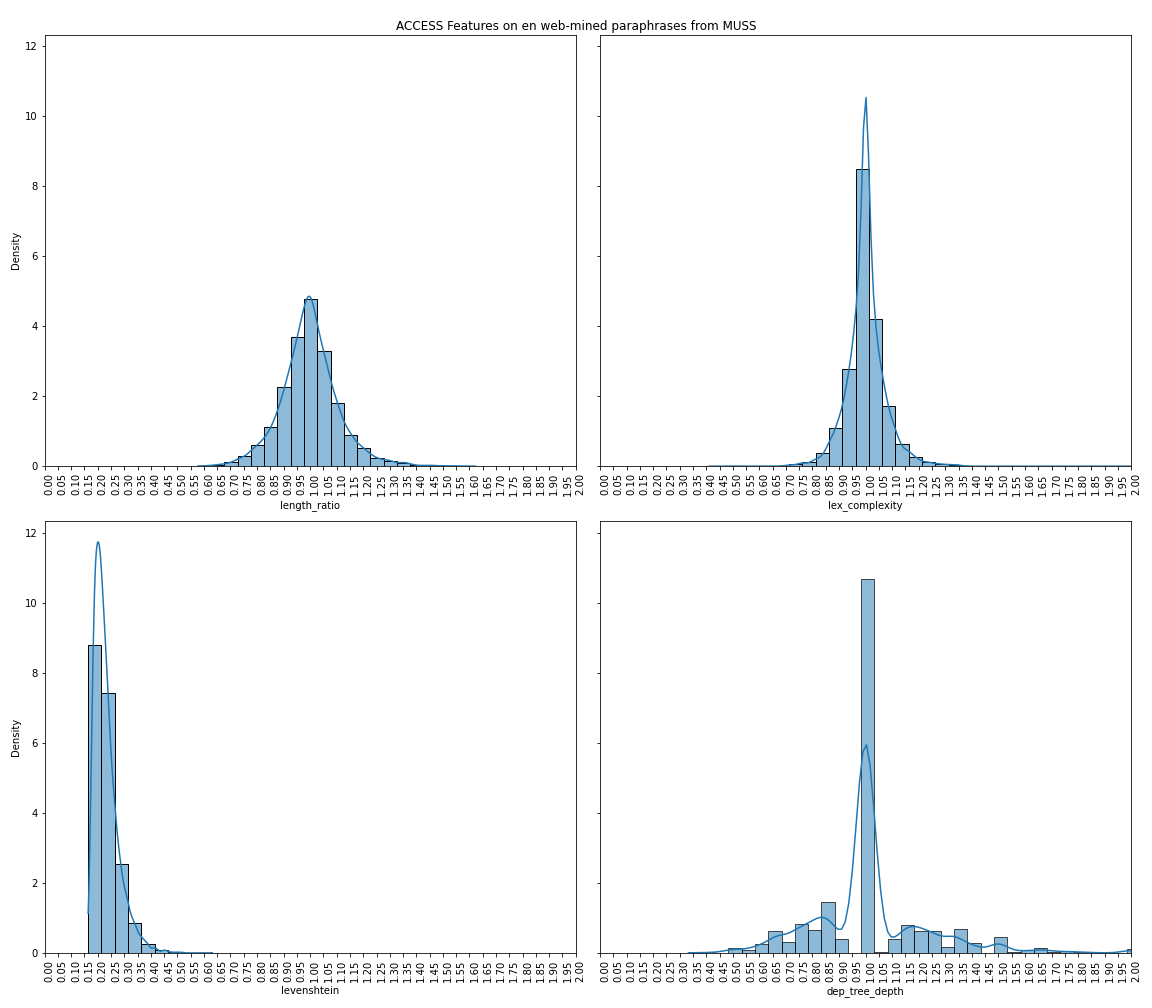 ACCESS Features on en web-mined paraphrases from MUSS
12
10
8
6
4
2
0
Density
0.00 0.05 0.10 0.15 0.20 0.25 0.30 0.35 0.40 0.45 0.50 0.55 0.60 0.65 0.70 0.75 0.80 0.85 0.90 0.95 1.00 1.05 1.10 1.15 1.20 1.25 1.30 1.35 1.40 1.45 1.50 1.55 1.60 1.65 1.70 1.75 1.80 1.85 1.90 1.95 2.00
length_ratio
0.00 0.05 0.10 0.15 0.20 0.25 0.30 0.35 0.40 0.45 0.50 0.55 0.60 0.65 0.70 0.75 0.80 0.85 0.90 0.95 1.00 1.05 1.10 1.15 1.20 1.25 1.30 1.35 1.40 1.45 1.50 1.55 1.60 1.65 1.70 1.75 1.80 1.85 1.90 1.95 2.00
lex_complexity
12
10
8
6
4
2
0
Density
0.00 0.05 0.10 0.15 0.20 0.25 0.30 0.35 0.40 0.45 0.50 0.55 0.60 0.65 0.70 0.75 0.80 0.85 0.90 0.95 1.00 1.05 1.10 1.15 1.20 1.25 1.30 1.35 1.40 1.45 1.50 1.55 1.60 1.65 1.70 1.75 1.80 1.85 1.90 1.95 2.00
levenshtein
0.00 0.05 0.10 0.15 0.20 0.25 0.30 0.35 0.40 0.45 0.50 0.55 0.60 0.65 0.70 0.75 0.80 0.85 0.90 0.95 1.00 1.05 1.10 1.15 1.20 1.25 1.30 1.35 1.40 1.45 1.50 1.55 1.60 1.65 1.70 1.75 1.80 1.85 1.90 1.95 2.00
dep_tree_depth